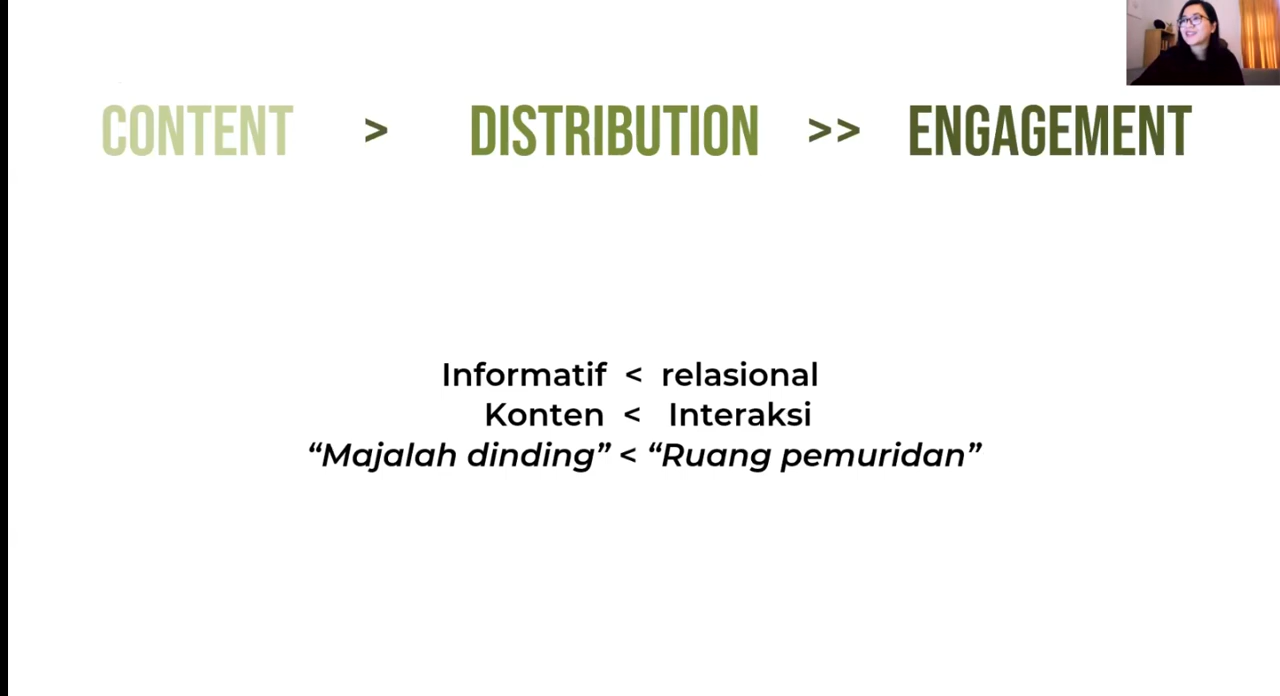 CONTENT > DISTRIBUTION >> ENGAGEMENT
Informatif < relasional
Konten < Interaksi
“Majalah dinding” < “Ruang pemuridan”